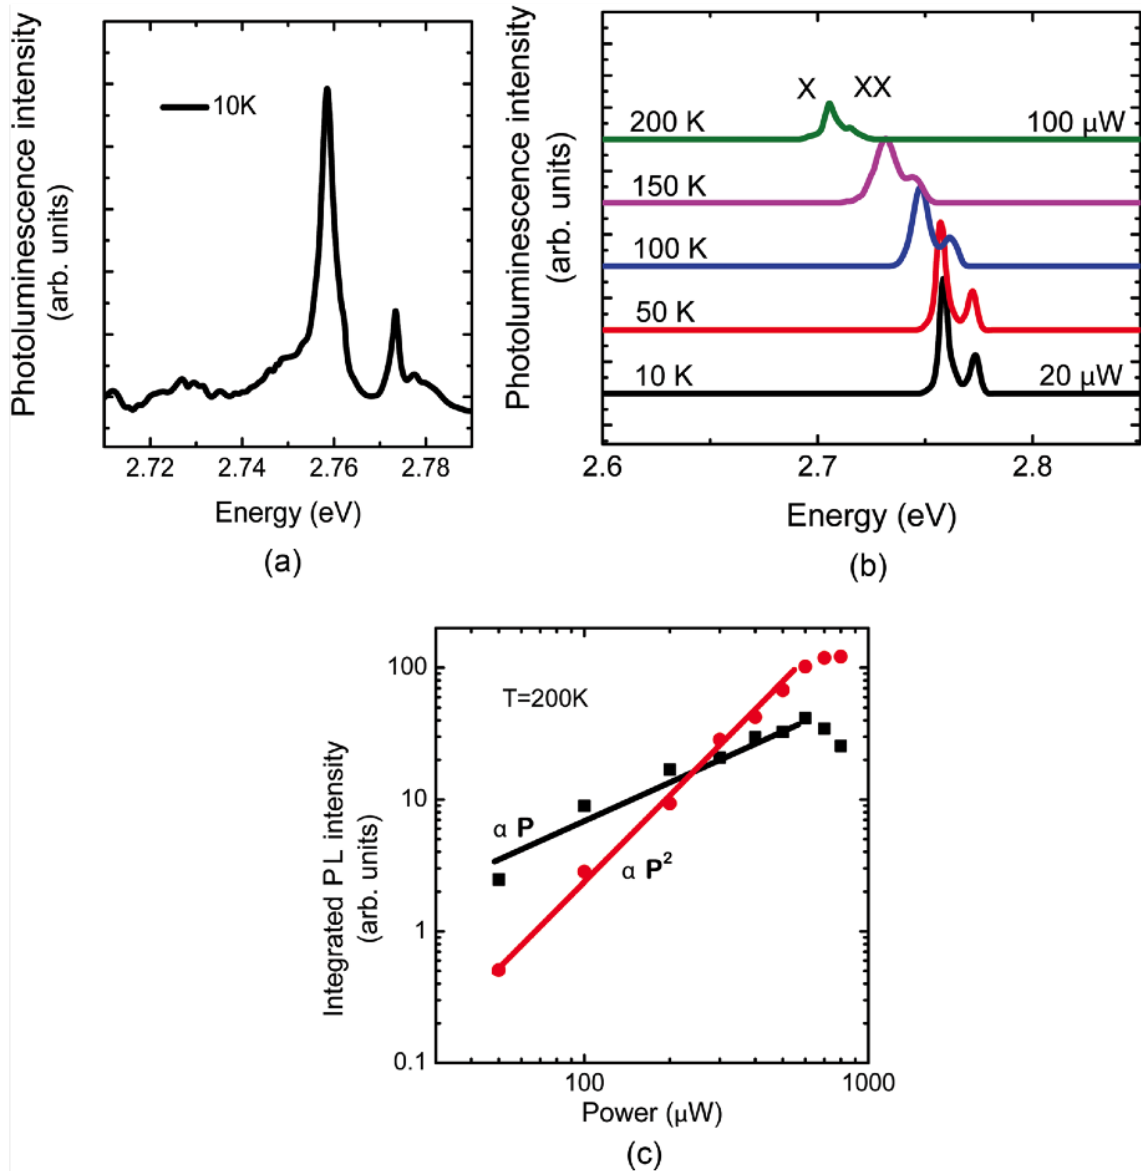 Photoluminescence intensity
(arb. units)
10K
2.72
2.74
2.76
2.78
Energy (eV)
(a)
Photoluminescence intensity
(arb. units)
X XX
200 K
100 µW
150 K
100 K
50 K
10 K
20 µW
2.6
2.7
2.8
Energy (eV)
(b)
Integrated PL intensity
(arb. units)
100
10
1
0.1
T=200K
α P
α P²
100
1000
Power (µW)
(c)